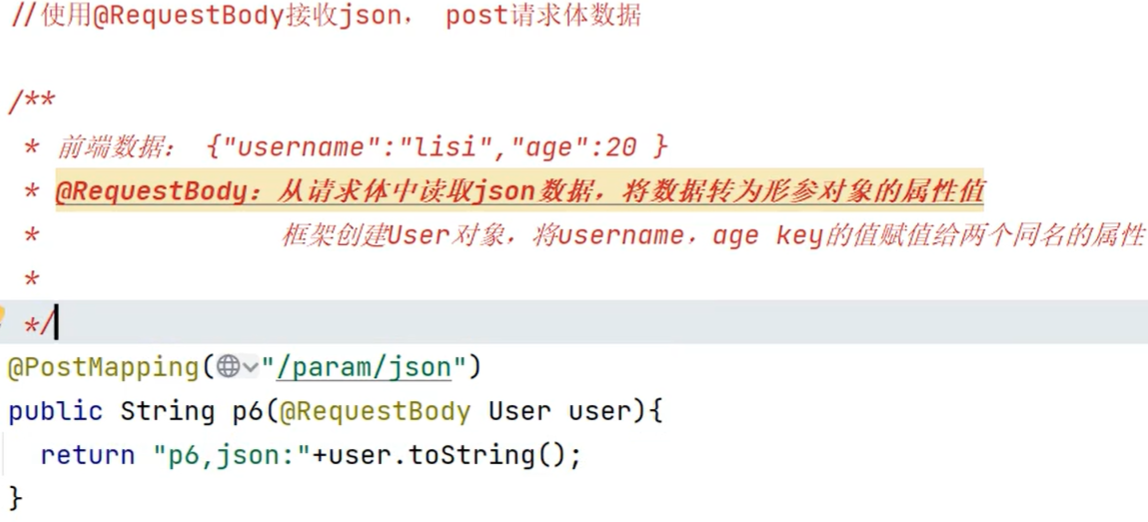 //使用@RequestBody接收json， post请求体数据
/**
* 前端数据： {"username":"lisi","age":20 }
* @RequestBody：从请求体中读取json数据，将数据转为形参对象的属性值
* 框架创建User对象，将username，age key的值赋值给两个同名的属性
*
*/
@PostMapping("/param/json")
public String p6(@RequestBody User user){
return "p6,json:"+user.toString();
}